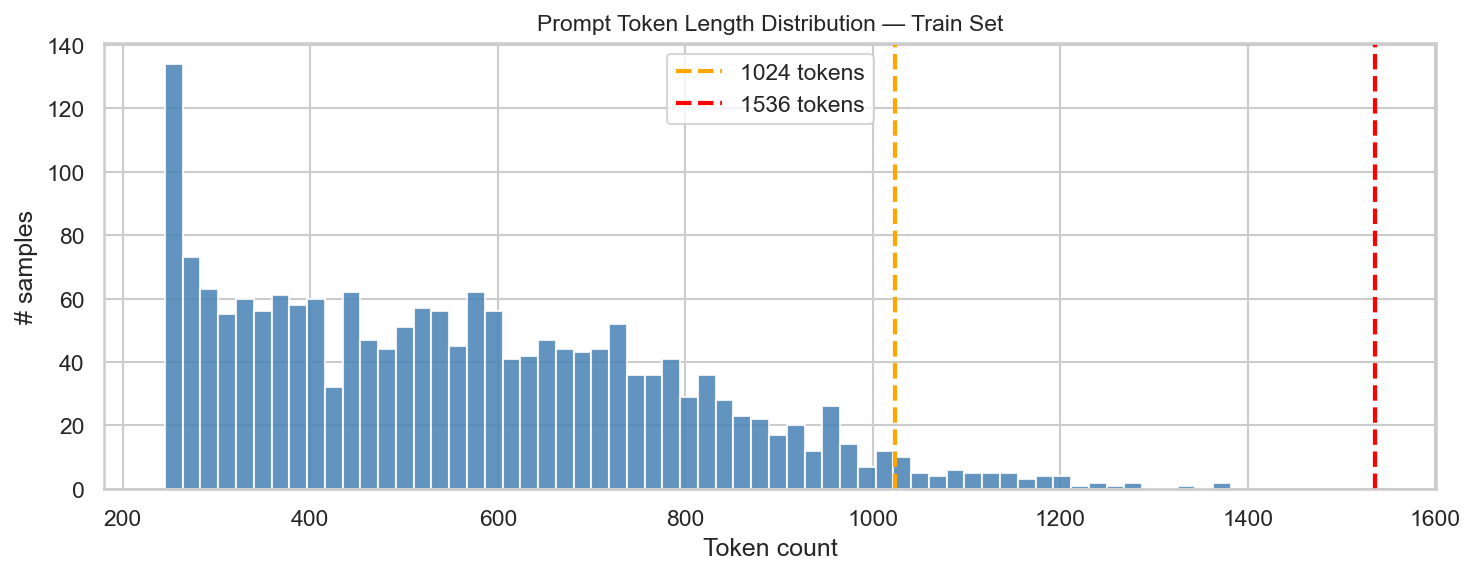 Prompt Token Length Distribution — Train Set
1024 tokens
1536 tokens
# samples
140
120
100
80
60
40
20
0
200 400 600 800 1000 1200 1400 1600
Token count